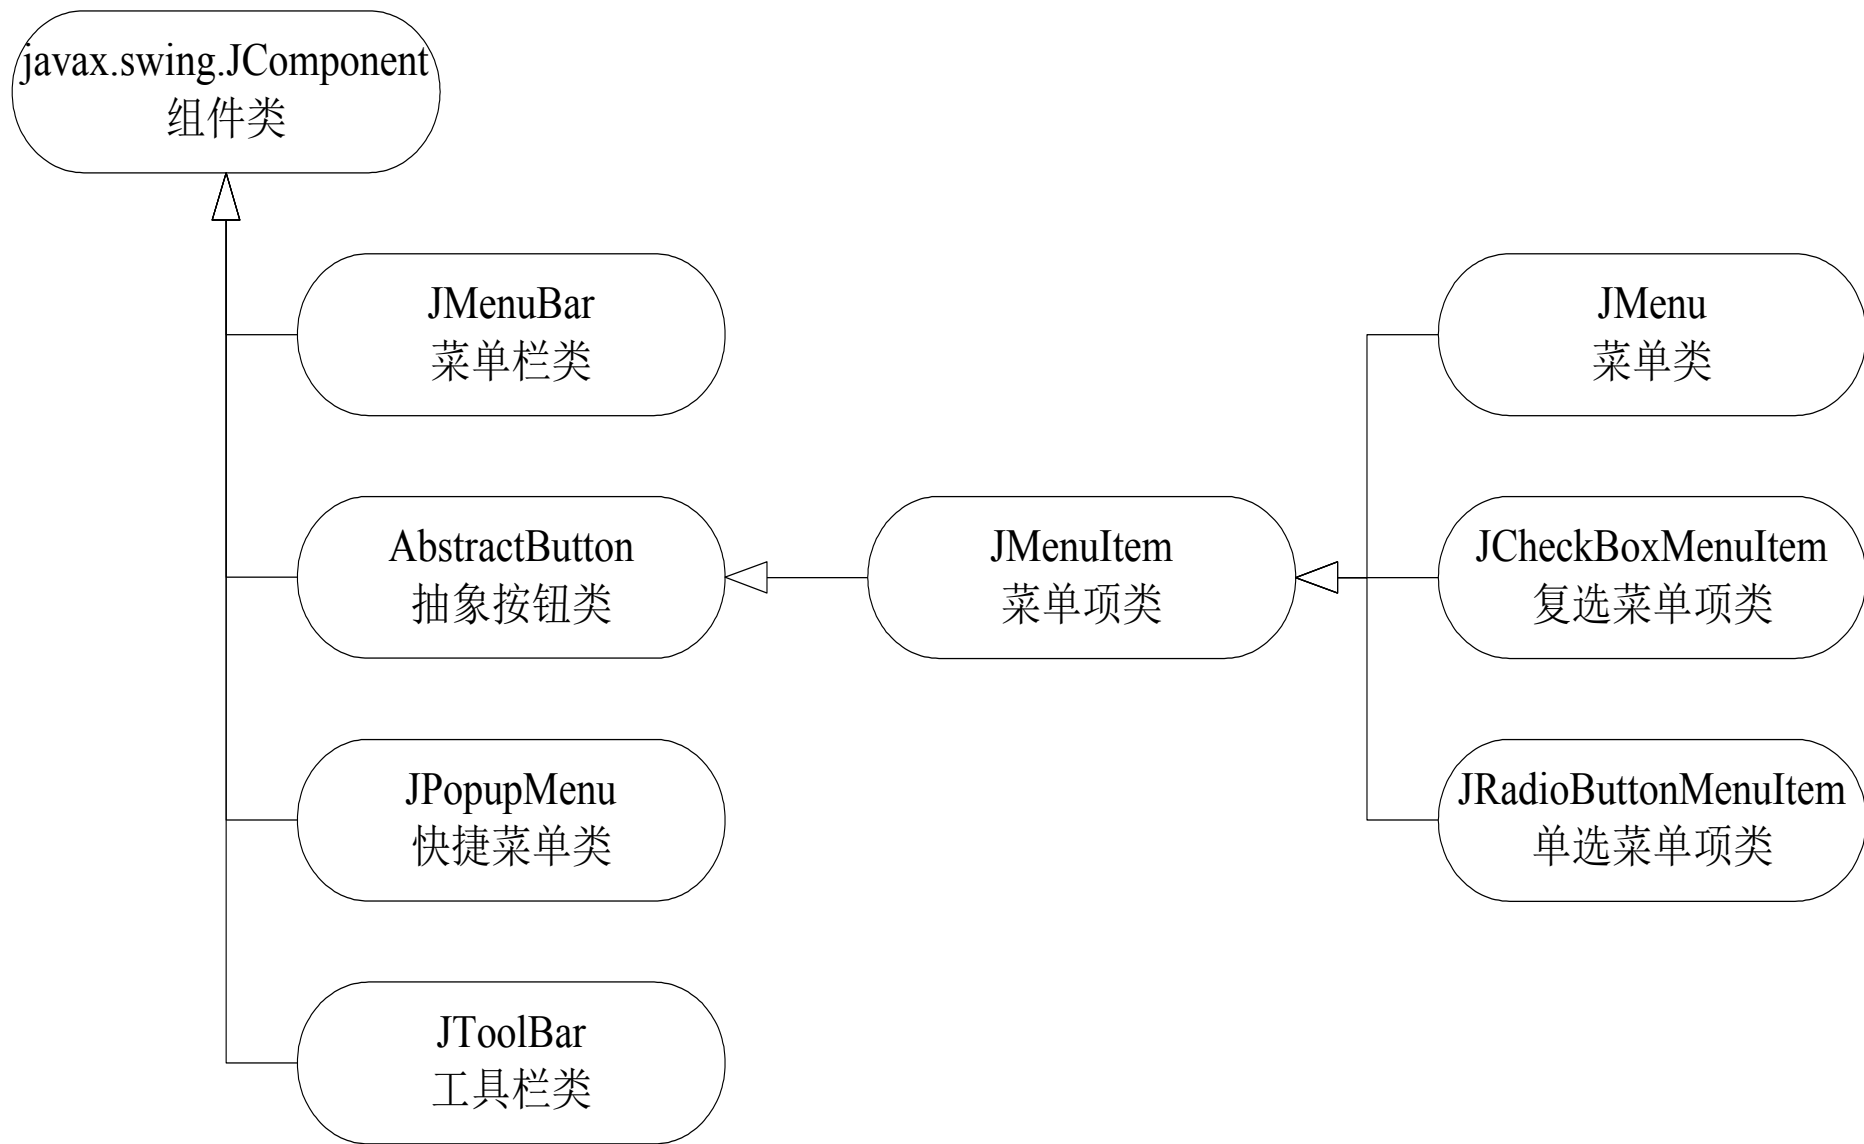 javax.swing.JComponent
组件类
JMenuBar
菜单栏类
JMenu
菜单类
AbstractButton
抽象按钮类
JMenuItem
菜单项类
JCheckBoxMenuItem
复选菜单项类
JPopupMenu
快捷菜单类
JRadioButtonMenuItem
单选菜单项类
JToolBar
工具栏类